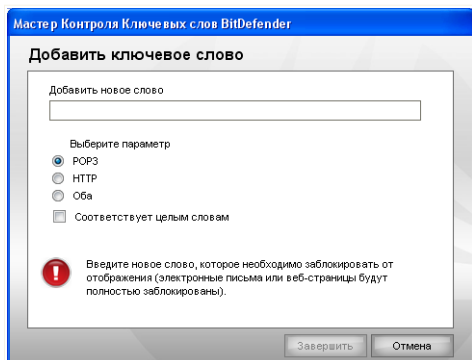 Мастер Контроля Ключевых слов BitDefender
Добавить ключевое слово
Добавить новое слово
Выберите параметр
POP3
HTTP
Оба
Соответствует целым словам
Введите новое слово, которое необходимо заблокировать от
отображения (электронные письма или веб-страницы будут
полностью заблокированы).
Завершить
Отмена